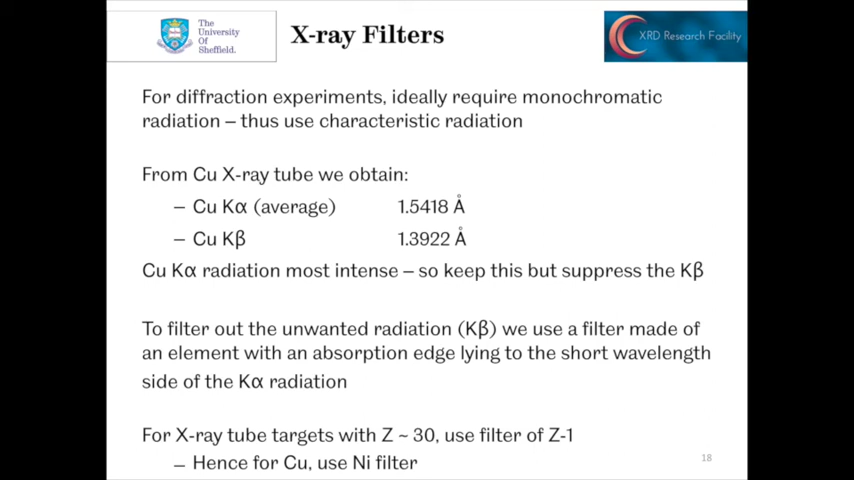 The
University
Of
Sheffield.
X-ray Filters
XRD Research Facility
For diffraction experiments, ideally require monochromatic
radiation – thus use characteristic radiation
From Cu X-ray tube we obtain:
– Cu Kα (average) 1.5418 Å
– Cu Kβ 1.3922 Å
Cu Kα radiation most intense – so keep this but suppress the Kβ
To filter out the unwanted radiation (Kβ) we use a filter made of
an element with an absorption edge lying to the short wavelength
side of the Kα radiation
For X-ray tube targets with Z ~ 30, use filter of Z-1
– Hence for Cu, use Ni filter
18